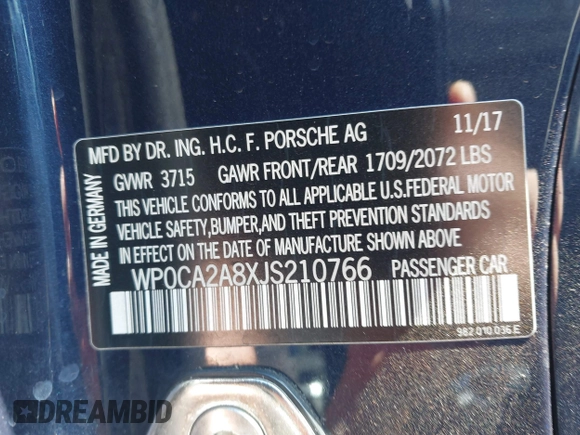 MFD BY DR. ING. H.C. F. PORSCHE AG 11/17
GVWR 3715 GAWR FRONT/REAR 1709/2072 LBS
THIS VEHICLE CONFORMS TO ALL APPLICABLE U.S.FEDERAL MOTOR
VEHICLE SAFETY,BUMPER,AND THEFT PREVENTION STANDARDS
IN EFFECT ON THE DATE OF MANUFACTURE SHOWN ABOVE
WP0CA2A8XJS210766 PASSENGER CAR
MADE IN GERMANY
982.010.036.E
DREAMBID